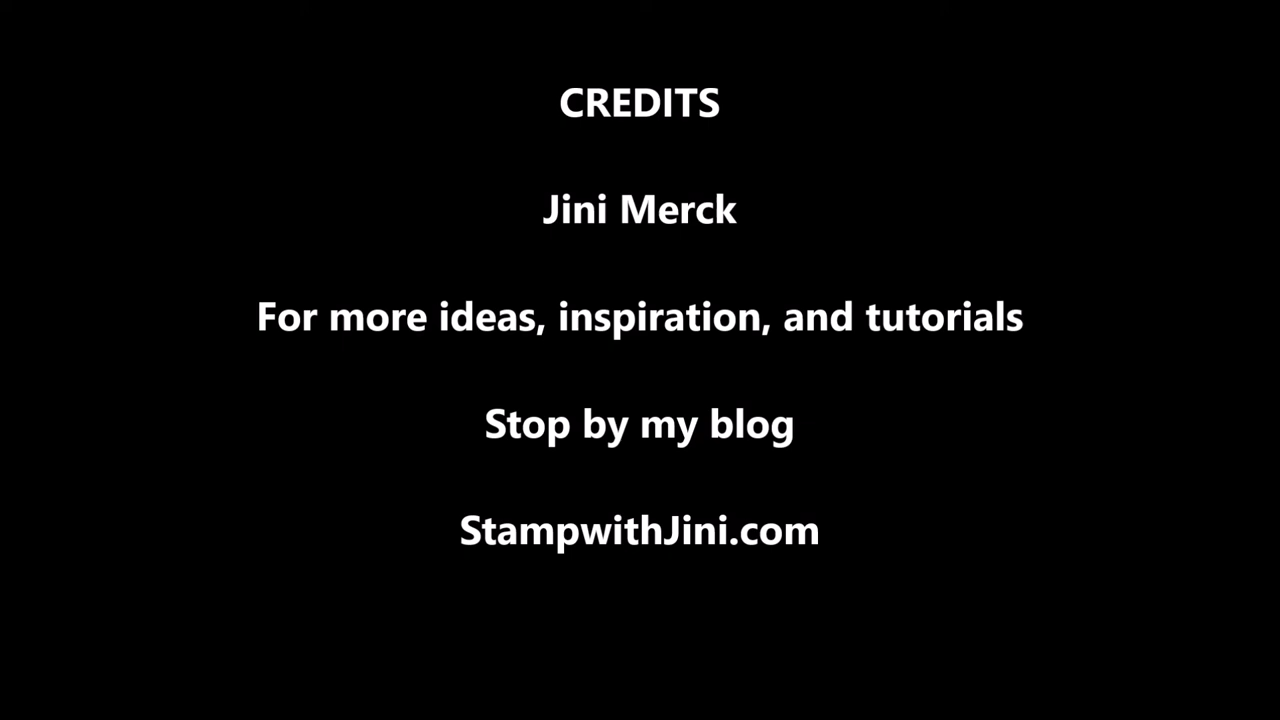 CREDITS
Jini Merck
For more ideas, inspiration, and tutorials
Stop by my blog
StampwithJini.com